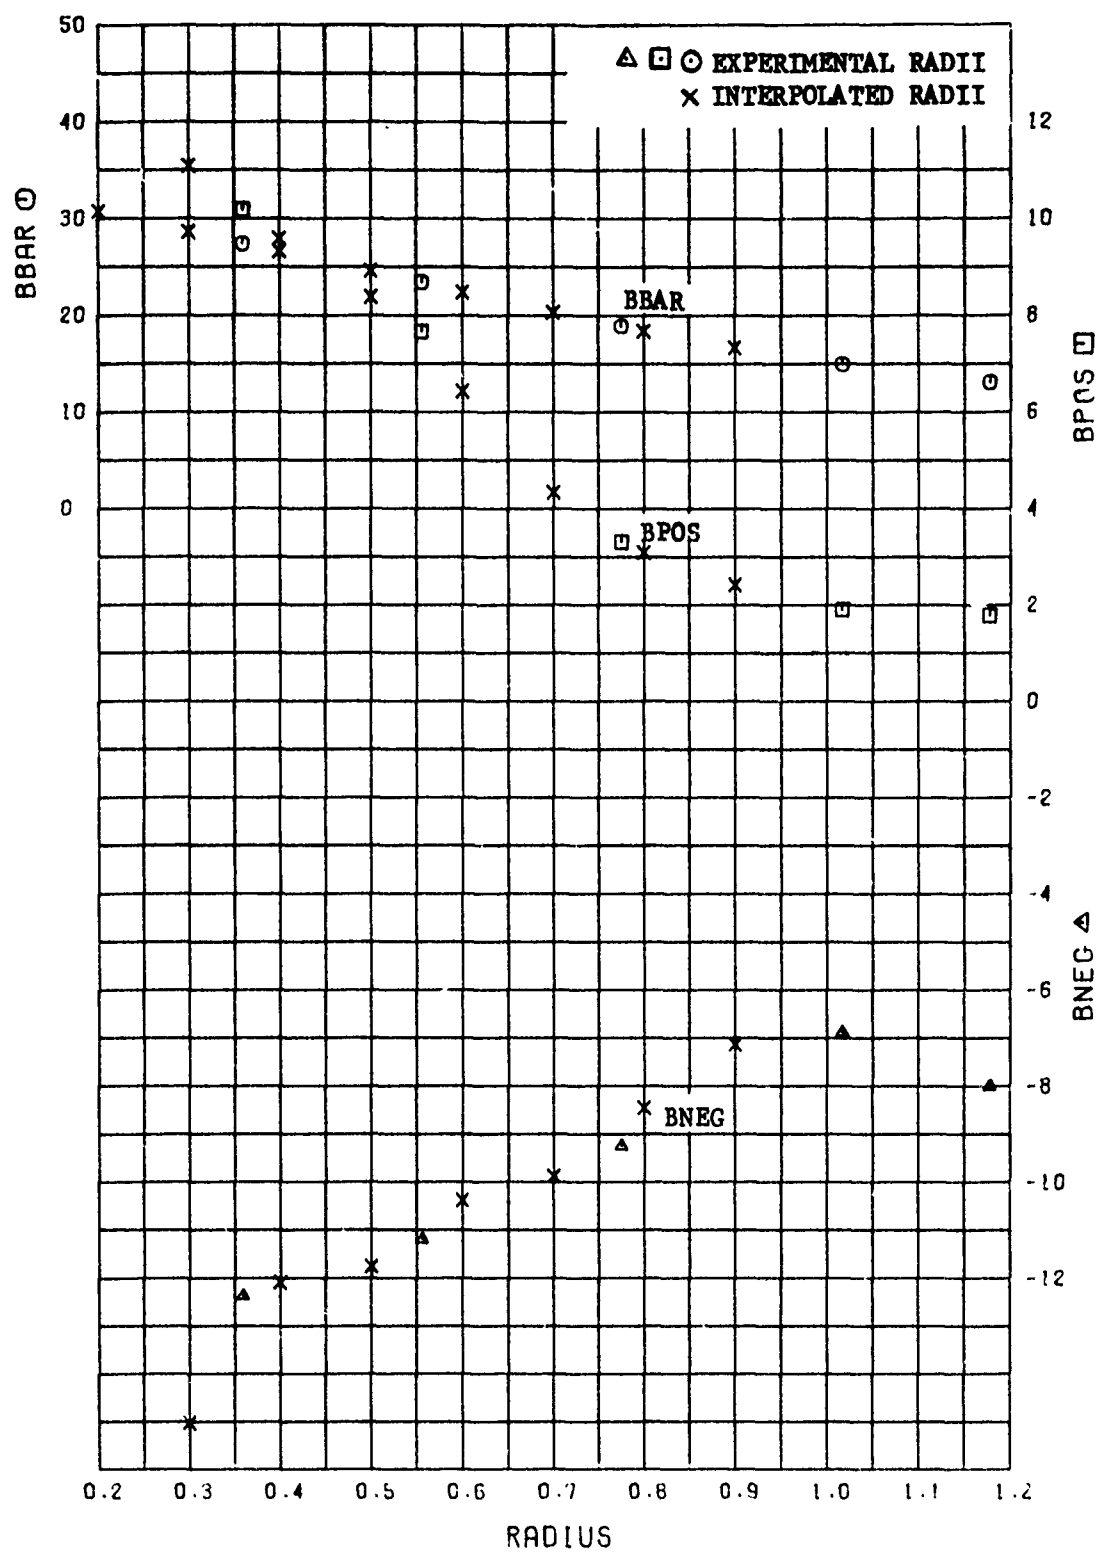 50
EXPERIMENTAL RADII
INTERPOLATED RADII
40
12
30
10
BBAR
20
BBAR
8
BPOS
10
6
0
4
BPOS
2
0
-2
-4
BNEG
-6
-8
BNEG
-10
-12
0.2 0.3 0.4 0.5 0.6 0.7 0.8 0.9 1.0 1.1 1.2
RADIUS